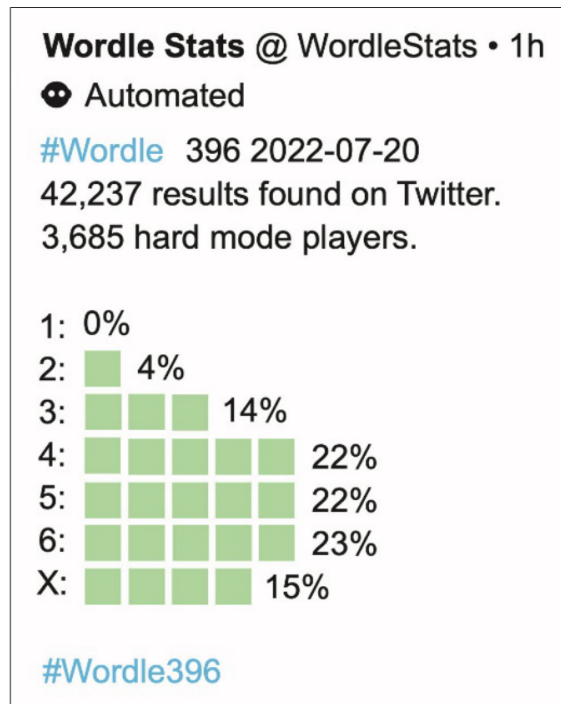 Wordle Stats @ WordleStats • 1h
Automated
#Wordle 396 2022-07-20
42,237 results found on Twitter.
3,685 hard mode players.
1: 0%
2: 4%
3: 14%
4: 22%
5: 22%
6: 23%
X: 15%
#Wordle396